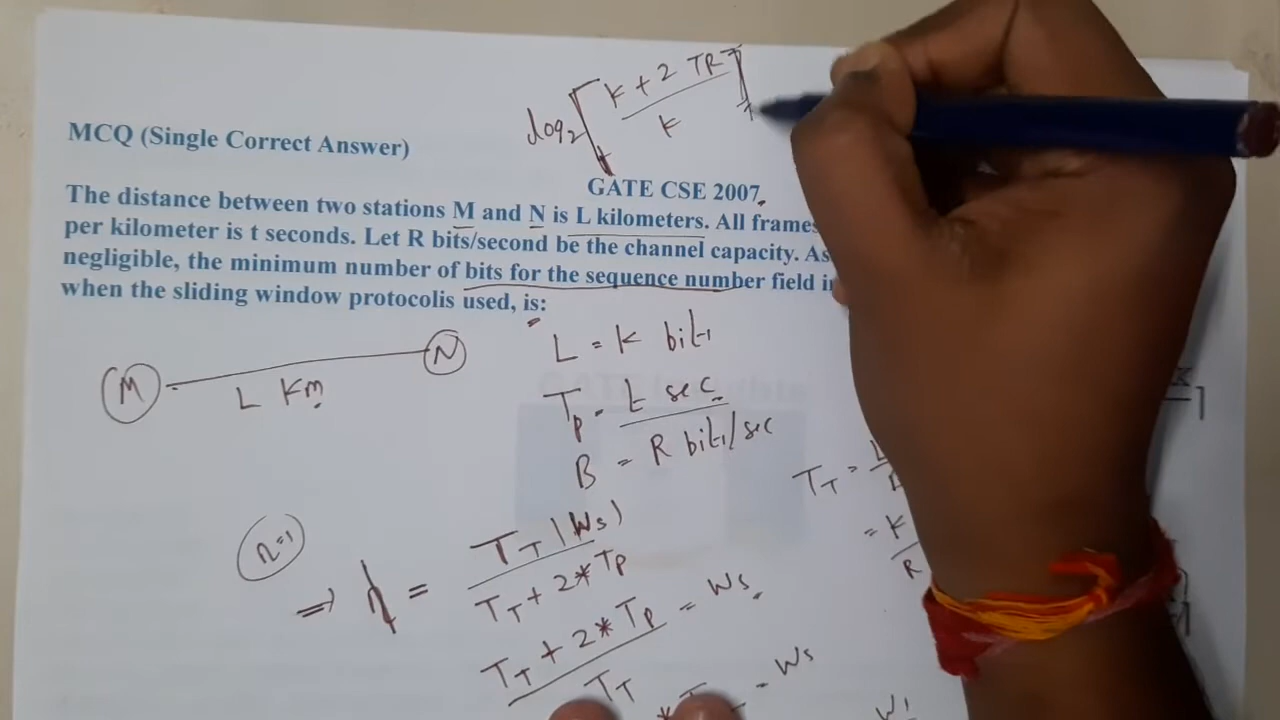 log₂ [ K + 2 TR
K ]
MCQ (Single Correct Answer)
GATE CSE 2007
The distance between two stations M and N is L kilometers. All frames
per kilometer is t seconds. Let R bits/second be the channel capacity. As
negligible, the minimum number of bits for the sequence number field in
when the sliding window protocolis used, is:
M N
L Km
L = K bits
Tp = t sec
B = R bits/sec
TT =
= K
R
n=1
⇒ η = TT (Ws)
TT + 2*Tp
TT + 2*Tp = Ws
TT
= Ws